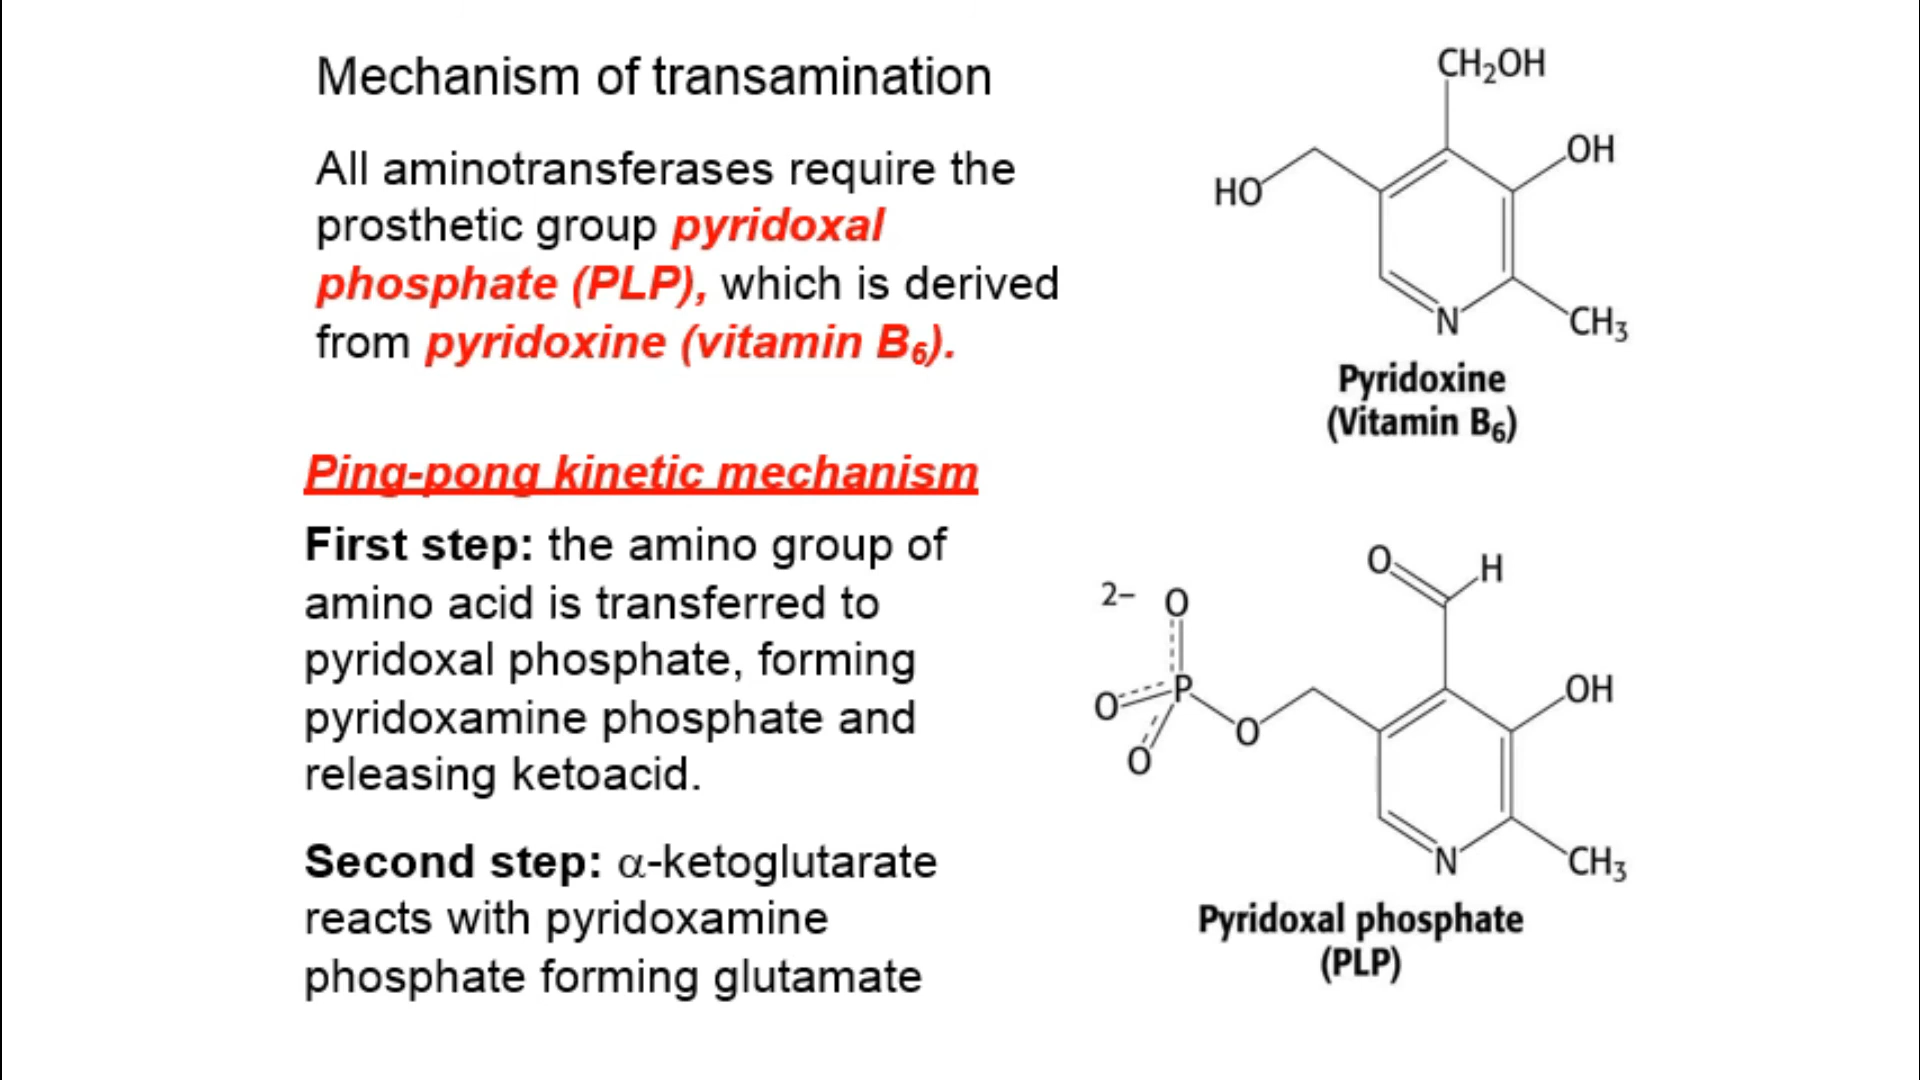 Mechanism of transamination
All aminotransferases require the
prosthetic group pyridoxal
phosphate (PLP), which is derived
from pyridoxine (vitamin B₆).
Ping-pong kinetic mechanism
First step: the amino group of
amino acid is transferred to
pyridoxal phosphate, forming
pyridoxamine phosphate and
releasing ketoacid.
Second step: α-ketoglutarate
reacts with pyridoxamine
phosphate forming glutamate
CH₂OH
OH
HO
N
CH₃
Pyridoxine
(Vitamin B₆)
O
H
2–
O
P
O
O
O
OH
N
CH₃
Pyridoxal phosphate
(PLP)